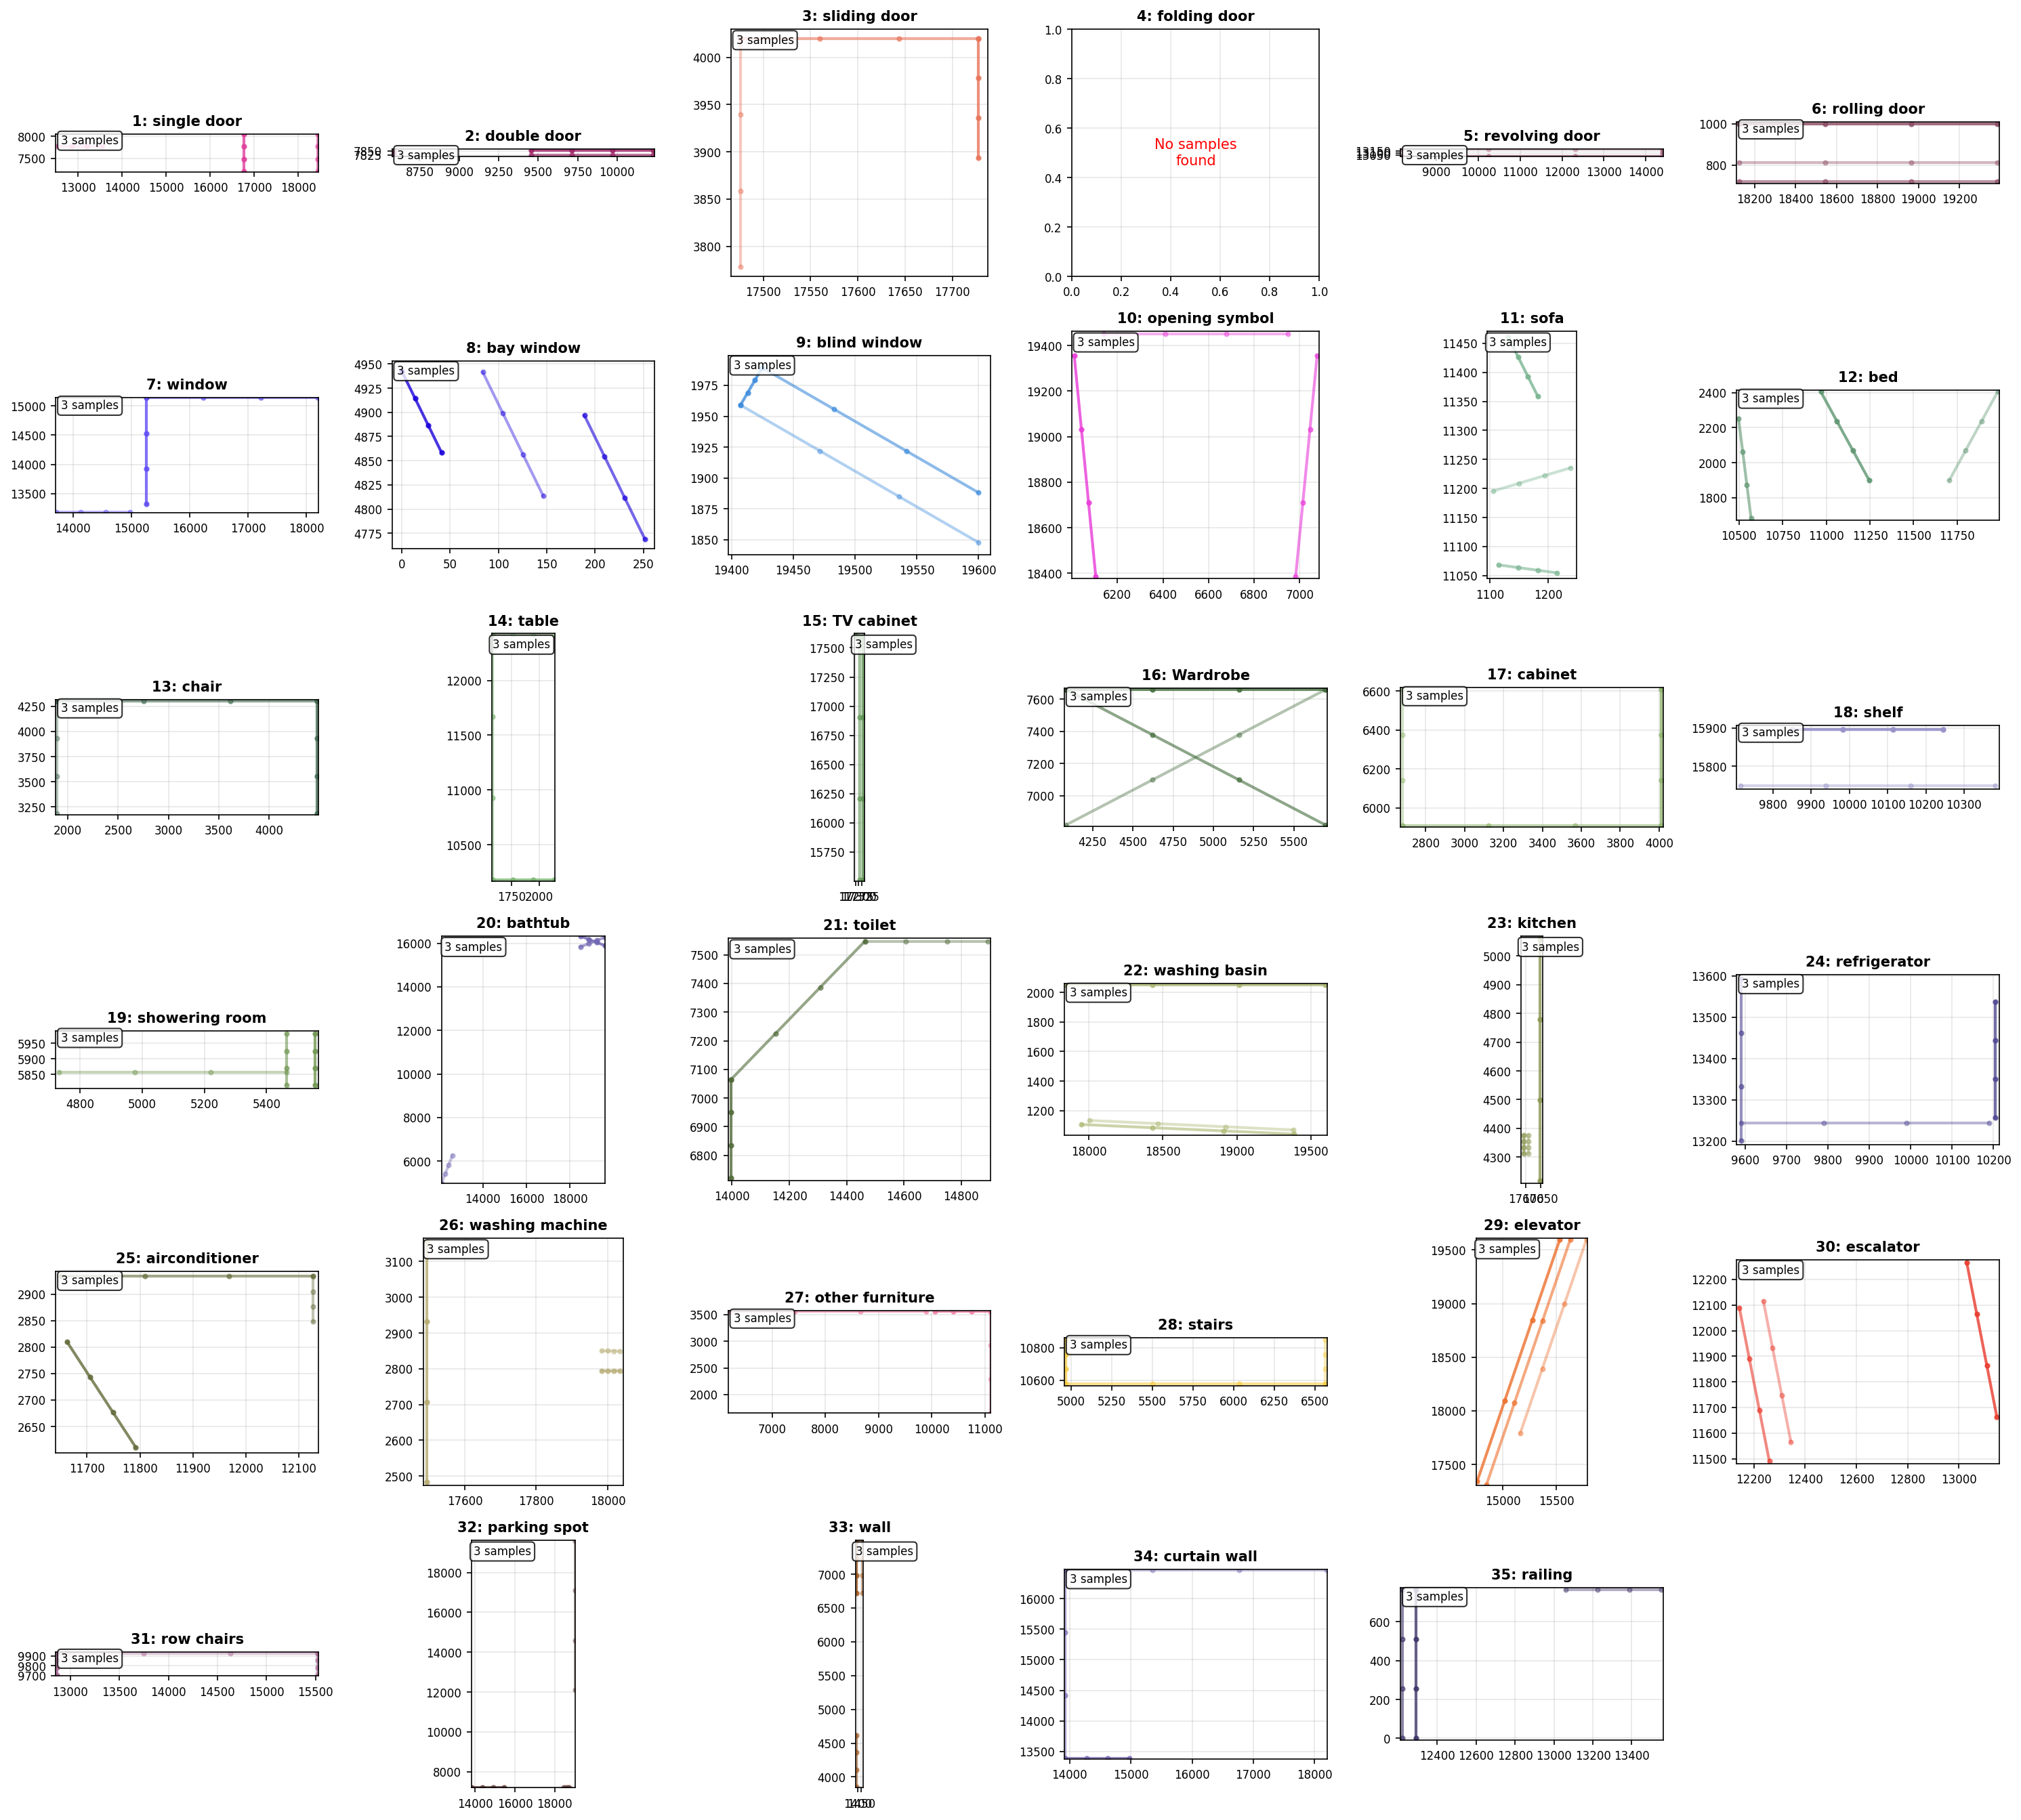 1: single door
3 samples
8000
7500
13000 14000 15000 16000 17000 18000
2: double door
3 samples
7850
7825
8750 9000 9250 9500 9750 10000
3: sliding door
3 samples
4000
3950
3900
3850
3800
17500 17550 17600 17650 17700
4: folding door
No samples
found
1.0
0.8
0.6
0.4
0.2
0.0
0.0 0.2 0.4 0.6 0.8 1.0
5: revolving door
3 samples
9000 10000 11000 12000 13000 14000
6: rolling door
3 samples
1000
800
18200 18400 18600 18800 19000 19200
7: window
3 samples
15000
14500
14000
13500
14000 15000 16000 17000 18000
8: bay window
3 samples
4950
4925
4900
4875
4850
4825
4800
4775
0 50 100 150 200 250
9: blind window
3 samples
1975
1950
1925
1900
1875
1850
19400 19450 19500 19550 19600
10: opening symbol
3 samples
19400
19200
19000
18800
18600
18400
6200 6400 6600 6800 7000
11: sofa
3 samples
11450
11400
11350
11300
11250
11200
11150
11100
11050
1100 1200
12: bed
3 samples
2400
2200
2000
1800
10500 10750 11000 11250 11500 11750
13: chair
3 samples
4250
4000
3750
3500
3250
2000 2500 3000 3500 4000
14: table
3 samples
12000
11500
11000
10500
2000
15: TV cabinet
3 samples
17500
17250
17000
16750
16500
16250
16000
15750
16: Wardrobe
3 samples
7600
7400
7200
7000
4250 4500 4750 5000 5250 5500
17: cabinet
3 samples
6600
6400
6200
6000
2800 3000 3200 3400 3600 3800 4000
18: shelf
3 samples
15900
15800
9800 9900 10000 10100 10200 10300
19: showering room
3 samples
5950
5900
5850
4800 5000 5200 5400
20: bathtub
3 samples
16000
14000
12000
10000
8000
6000
14000 16000 18000
21: toilet
3 samples
7500
7400
7300
7200
7100
7000
6900
6800
14000 14200 14400 14600 14800
22: washing basin
3 samples
2000
1800
1600
1400
1200
18000 18500 19000 19500
23: kitchen
3 samples
5000
4900
4800
4700
4600
4500
4400
4300
24: refrigerator
3 samples
13600
13500
13400
13300
13200
9600 9700 9800 9900 10000 10100 10200
25: airconditioner
3 samples
2900
2850
2800
2750
2700
2650
11700 11800 11900 12000 12100
26: washing machine
3 samples
3100
3000
2900
2800
2700
2600
2500
17600 17800 18000
27: other furniture
3 samples
3500
3000
2500
2000
7000 8000 9000 10000 11000
28: stairs
3 samples
10800
10600
5000 5250 5500 5750 6000 6250 6500
29: elevator
3 samples
19500
19000
18500
18000
17500
15000 15500
30: escalator
3 samples
12200
12100
12000
11900
11800
11700
11600
11500
12200 12400 12600 12800 13000
31: row chairs
3 samples
9900
9800
9700
13000 13500 14000 14500 15000 15500
32: parking spot
3 samples
18000
16000
14000
12000
10000
8000
14000 16000 18000
33: wall
3 samples
7000
6500
6000
5500
5000
4500
4000
34: curtain wall
3 samples
16000
15500
15000
14500
14000
13500
14000 15000 16000 17000 18000
35: railing
3 samples
600
400
200
0
12400 12600 12800 13000 13200 13400